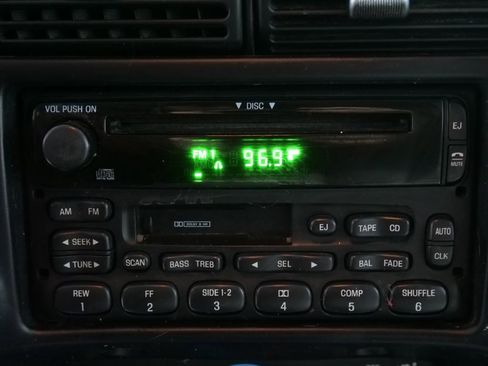 VOL PUSH ON
▼ DISC ▼
EJ
FM 1 96.9
MUTE
AM FM
EJ
TAPE CD
AUTO
◄ SEEK ►
CLK
◄ TUNE ►
SCAN
BASS TREB
◄ SEL ►
BAL FADE
REW
1
FF
2
SIDE 1-2
3
4
COMP
5
SHUFFLE
6